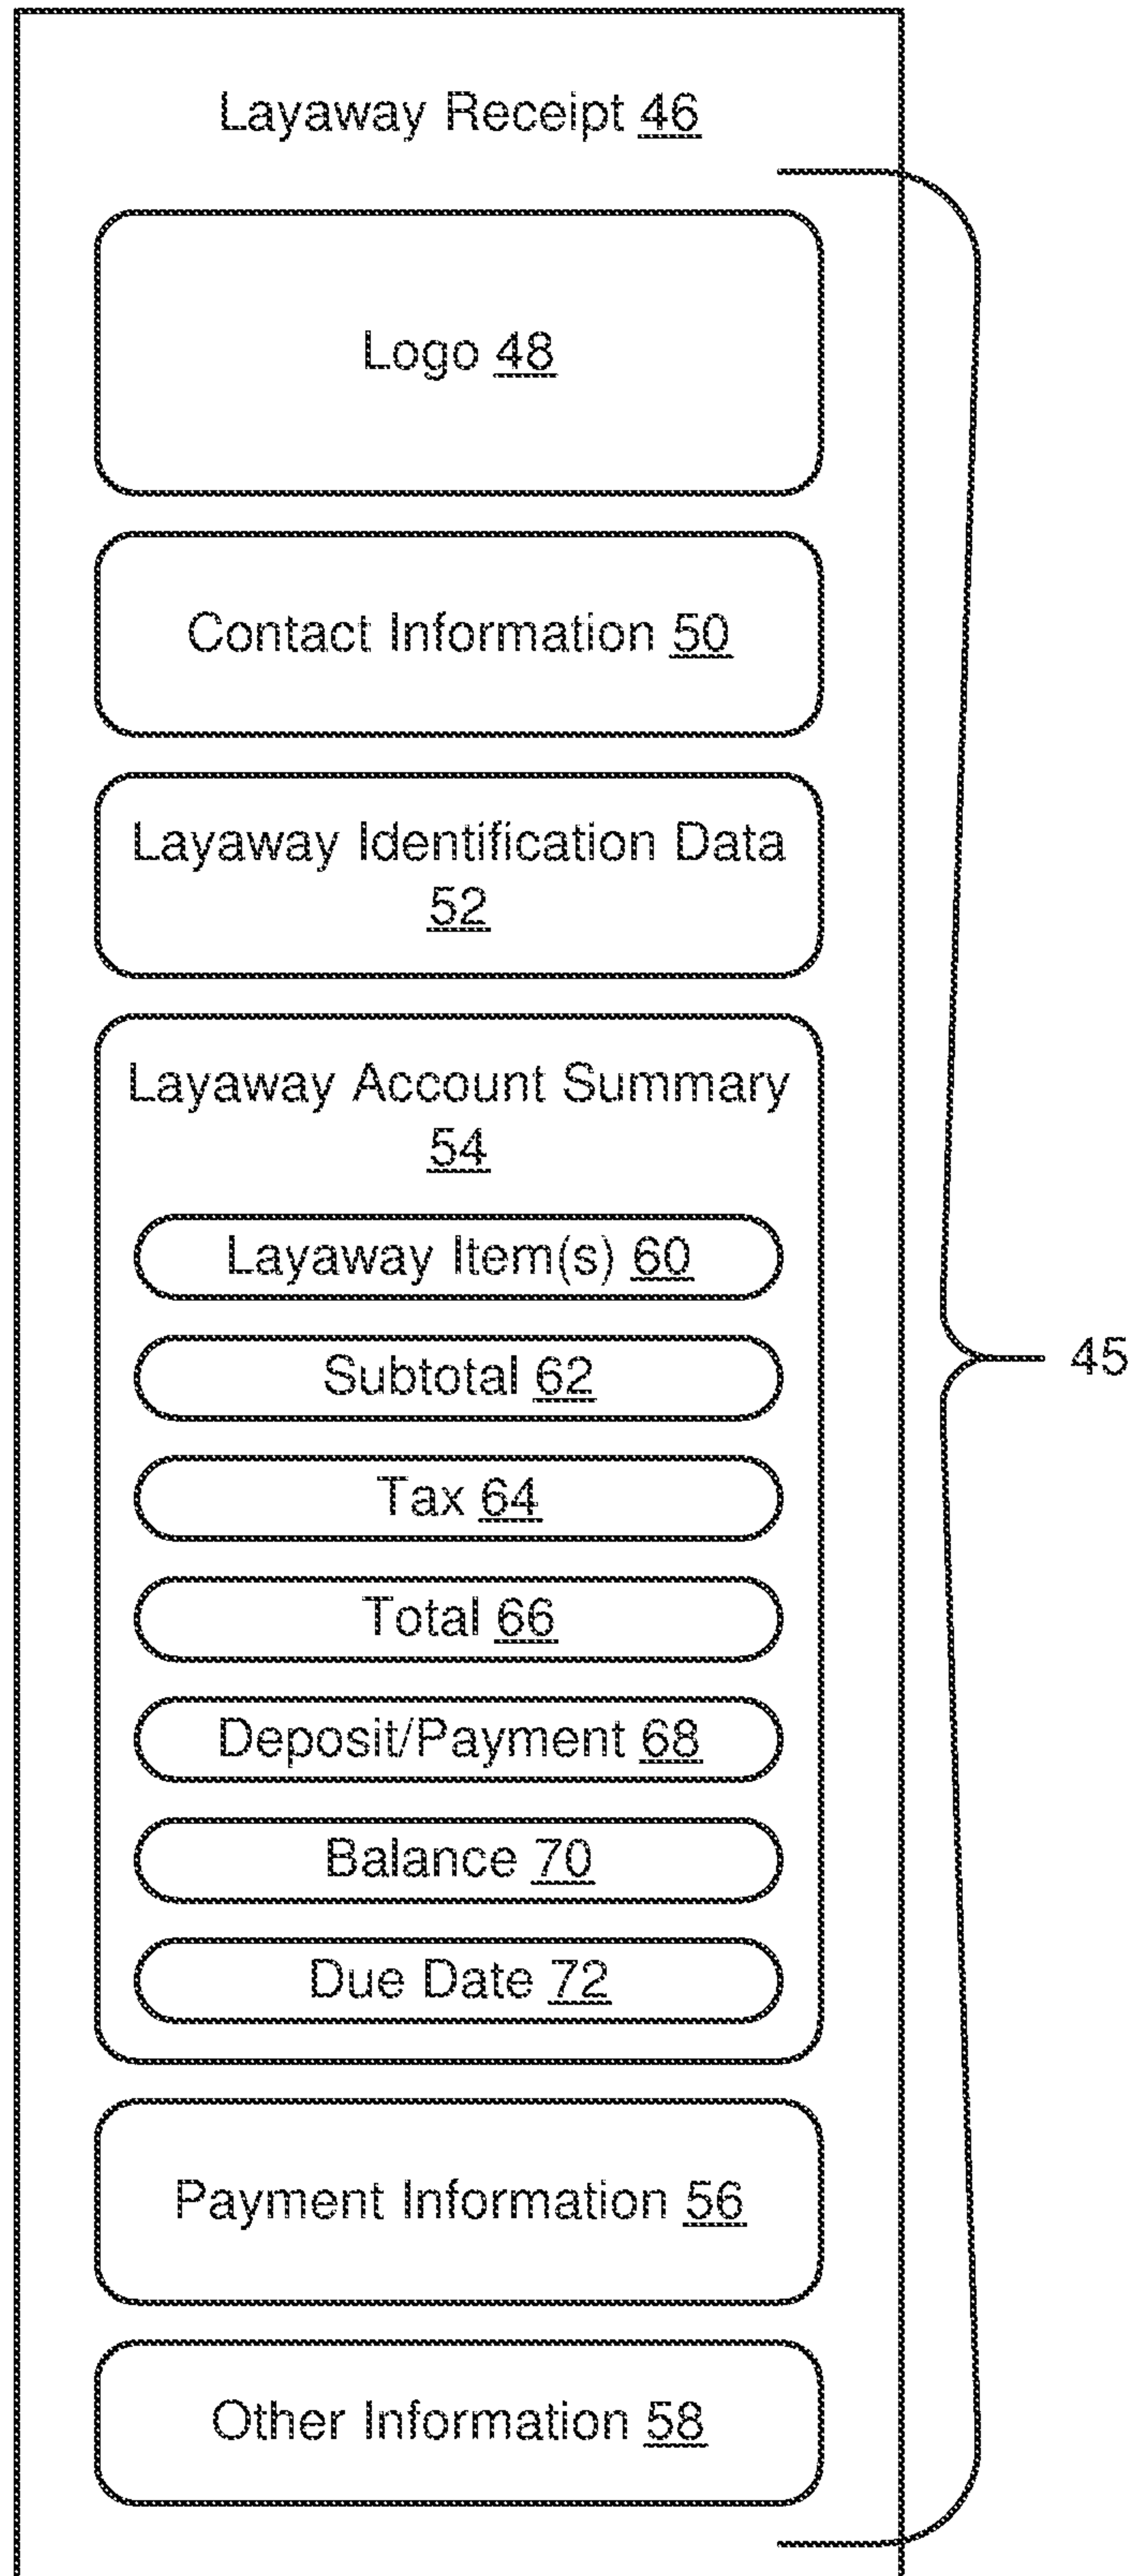 Layaway Receipt 46
Logo 48
Contact Information 50
Layaway Identification Data
52
Layaway Account Summary
54
Layaway Item(s) 60
Subtotal 62
Tax 64
Total 66
Deposit/Payment 68
Balance 70
Due Date 72
45
Payment Information 56
Other Information 58